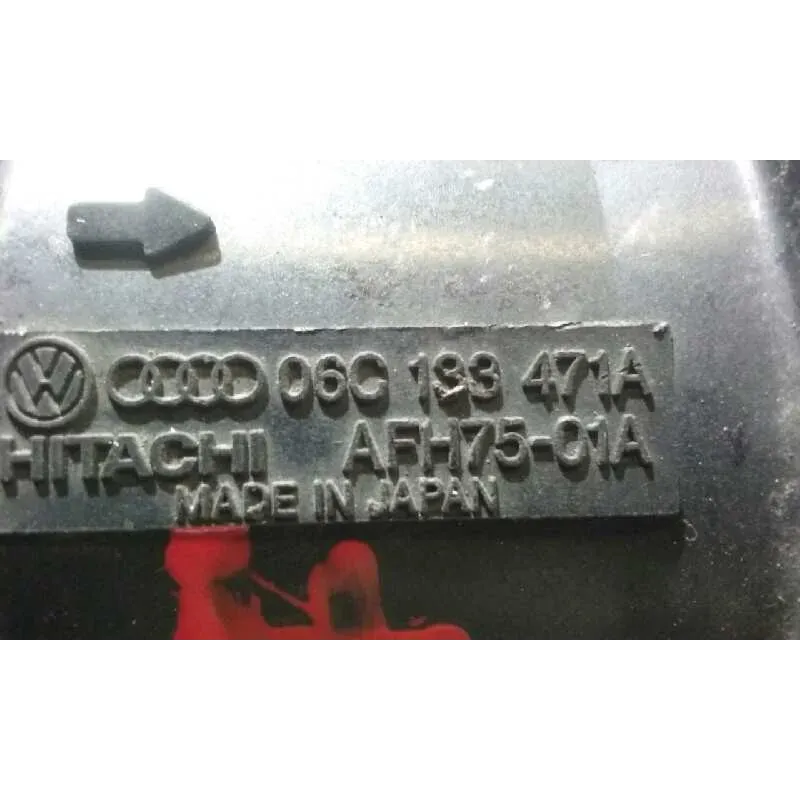 06C 133 471A
HITACHI AFH75-01A
MADE IN JAPAN